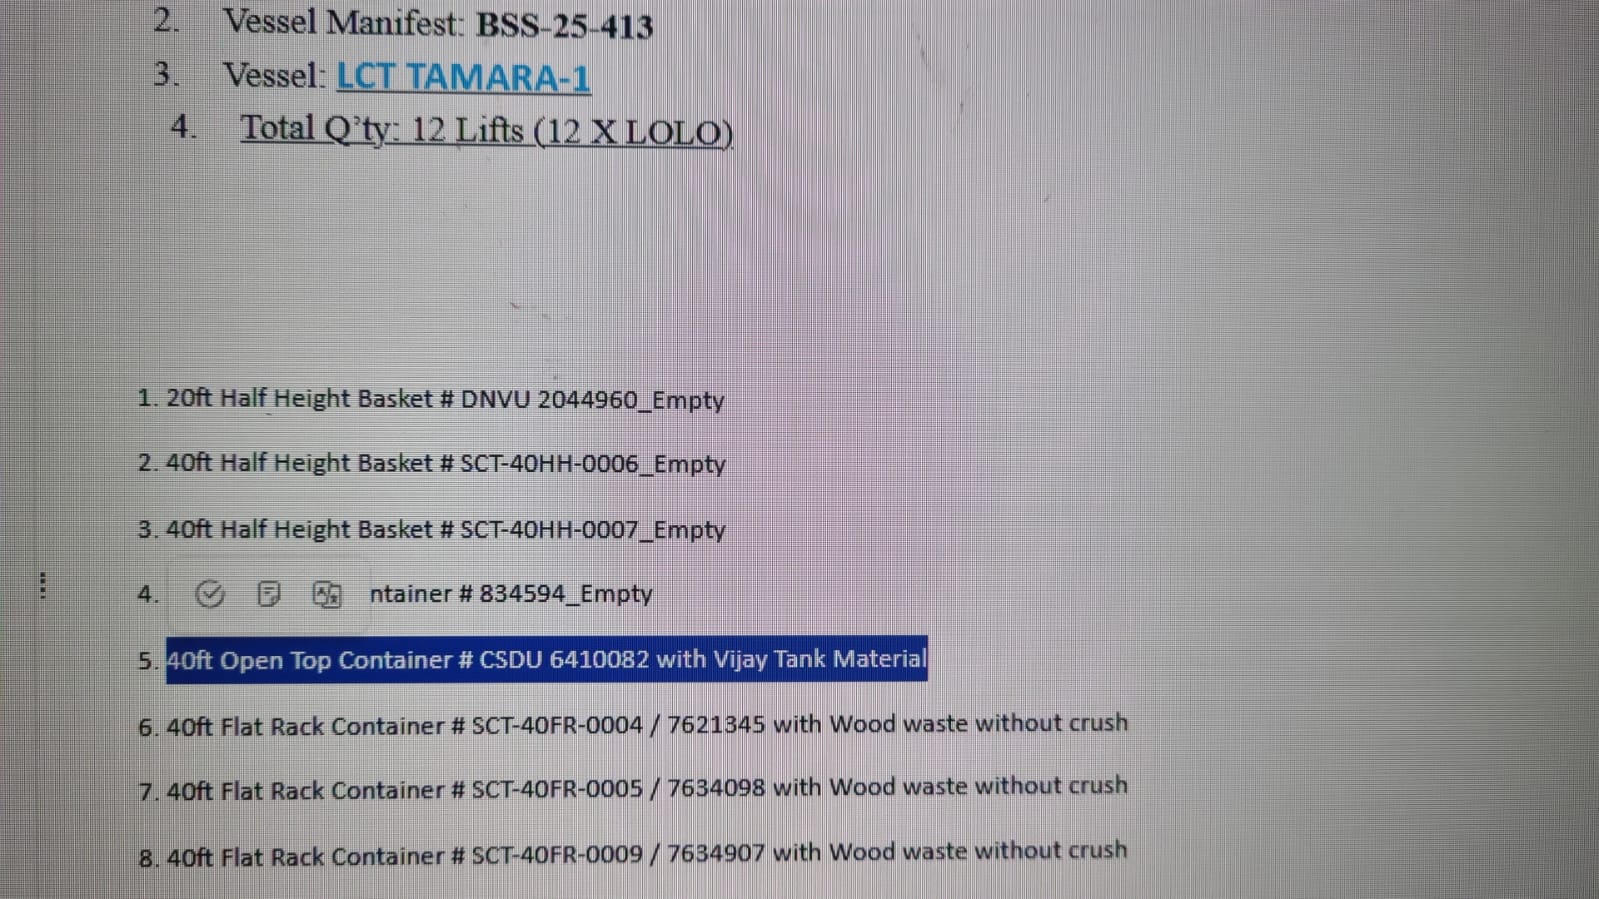 2. Vessel Manifest: BSS-25-413
3. Vessel: LCT TAMARA-1
4. Total Q'ty: 12 Lifts (12 X LOLO)
1. 20ft Half Height Basket # DNVU 2044960_Empty
2. 40ft Half Height Basket # SCT-40HH-0006_Empty
3. 40ft Half Height Basket # SCT-40HH-0007_Empty
4. ntainer # 834594_Empty
5. 40ft Open Top Container # CSDU 6410082 with Vijay Tank Material
6. 40ft Flat Rack Container # SCT-40FR-0004 / 7621345 with Wood waste without crush
7. 40ft Flat Rack Container # SCT-40FR-0005 / 7634098 with Wood waste without crush
8. 40ft Flat Rack Container # SCT-40FR-0009 / 7634907 with Wood waste without crush